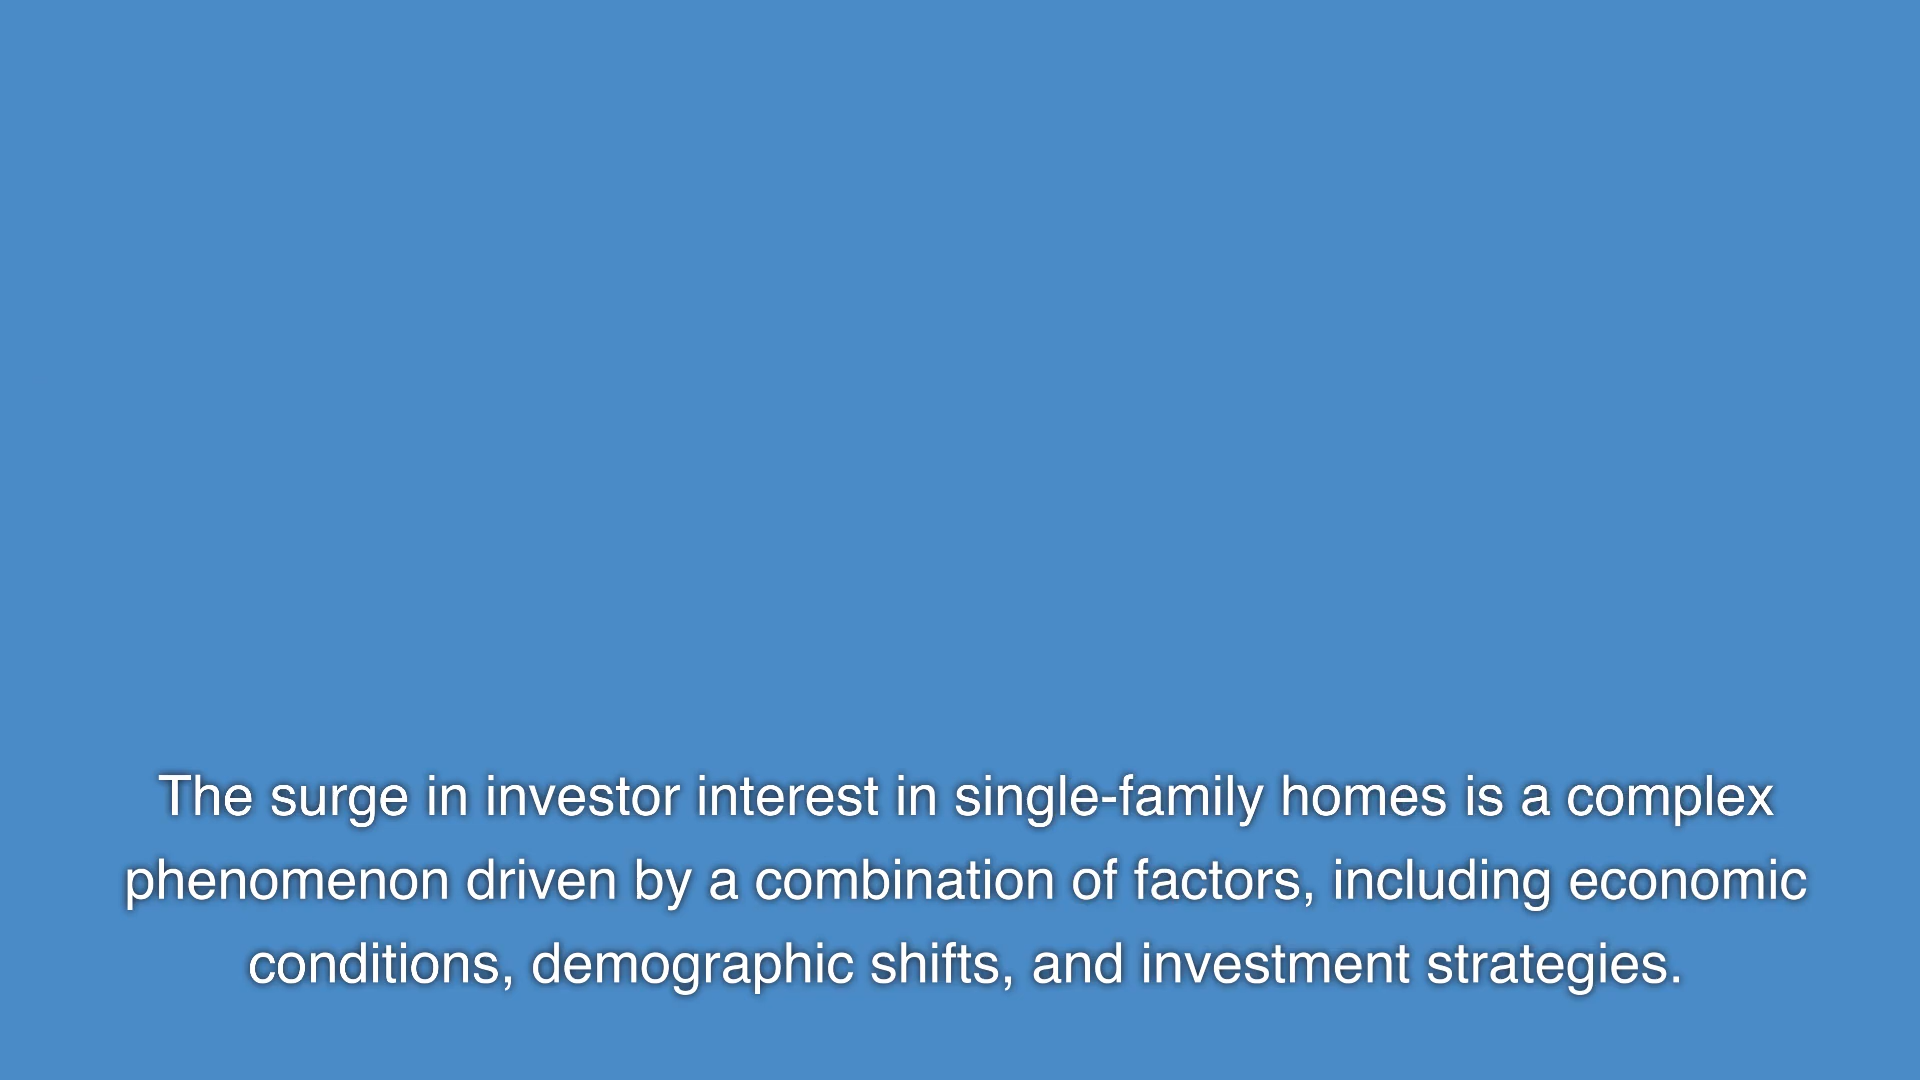 The surge in investor interest in single-family homes is a complex
phenomenon driven by a combination of factors, including economic
conditions, demographic shifts, and investment strategies.